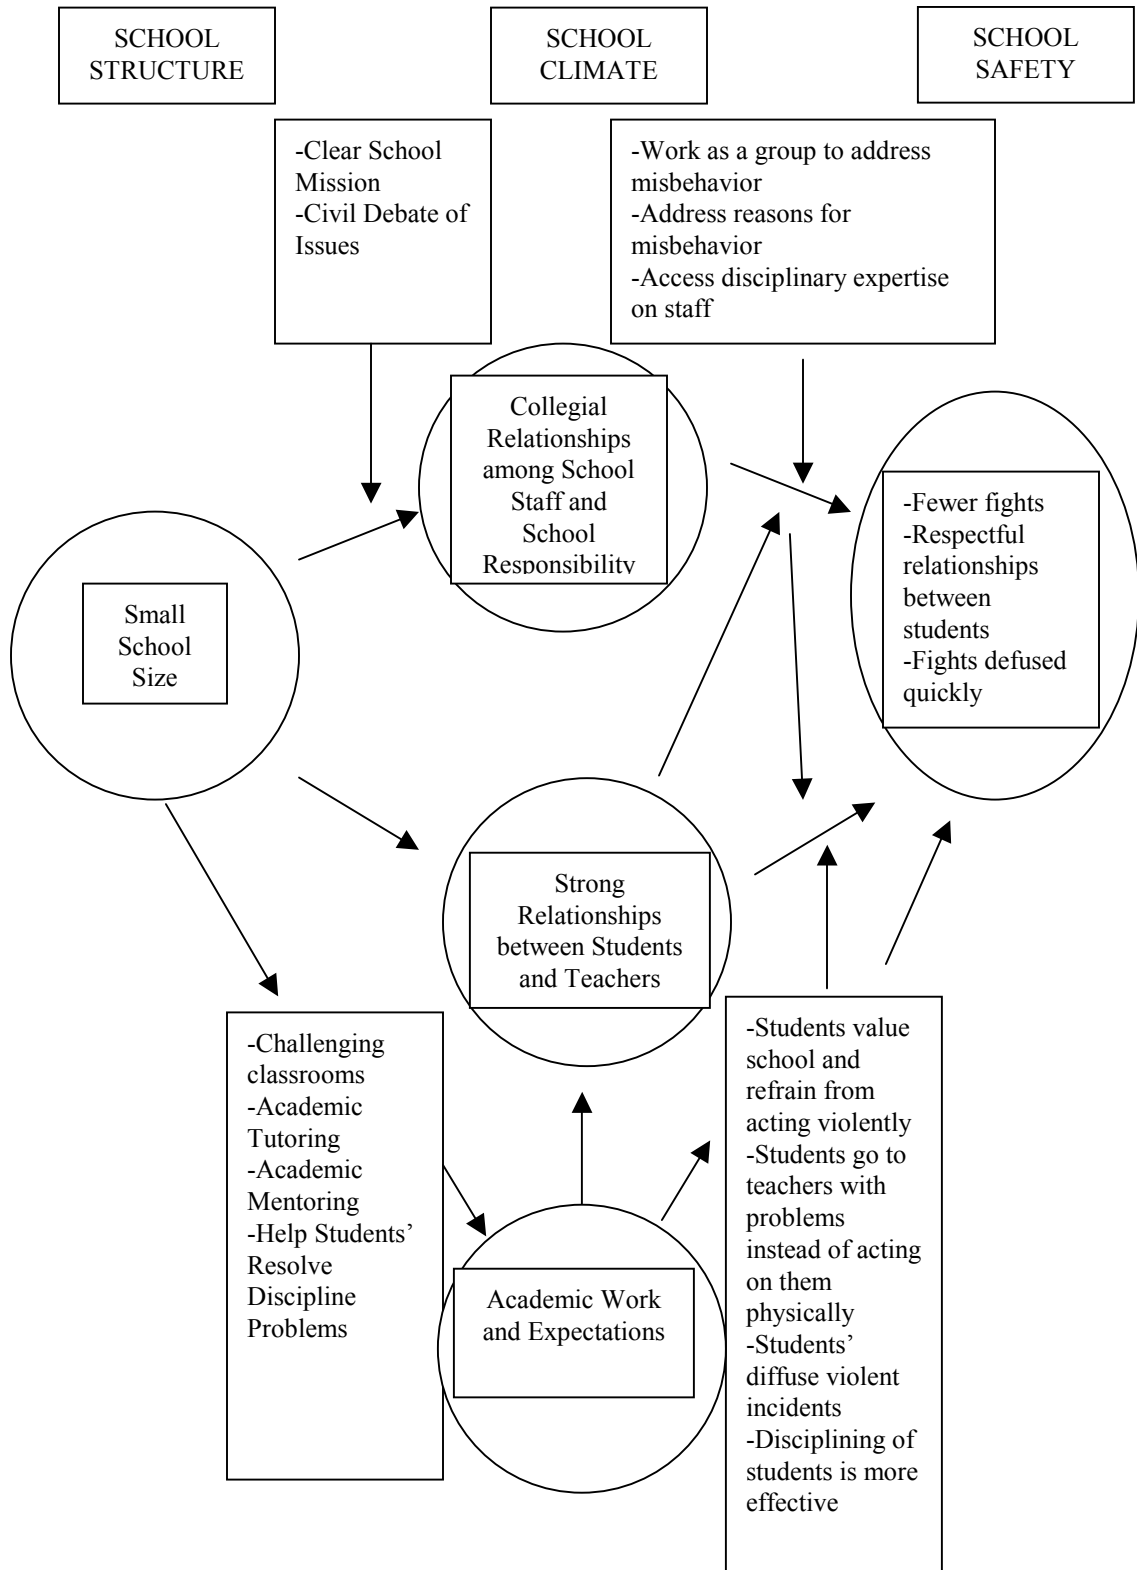 SCHOOL
STRUCTURE
SCHOOL
CLIMATE
SCHOOL
SAFETY
-Clear School
Mission
-Civil Debate of
Issues
-Work as a group to address
misbehavior
-Address reasons for
misbehavior
-Access disciplinary expertise
on staff
Collegial
Relationships
among School
Staff and
School
Responsibility
-Fewer fights
-Respectful
relationships
between
students
-Fights defused
quickly
Small
School
Size
Strong
Relationships
between Students
and Teachers
-Challenging
classrooms
-Academic
Tutoring
-Academic
Mentoring
-Help Students’
Resolve
Discipline
Problems
Academic Work
and Expectations
-Students value
school and
refrain from
acting violently
-Students go to
teachers with
problems
instead of acting
on them
physically
-Students’
diffuse violent
incidents
-Disciplining of
students is more
effective